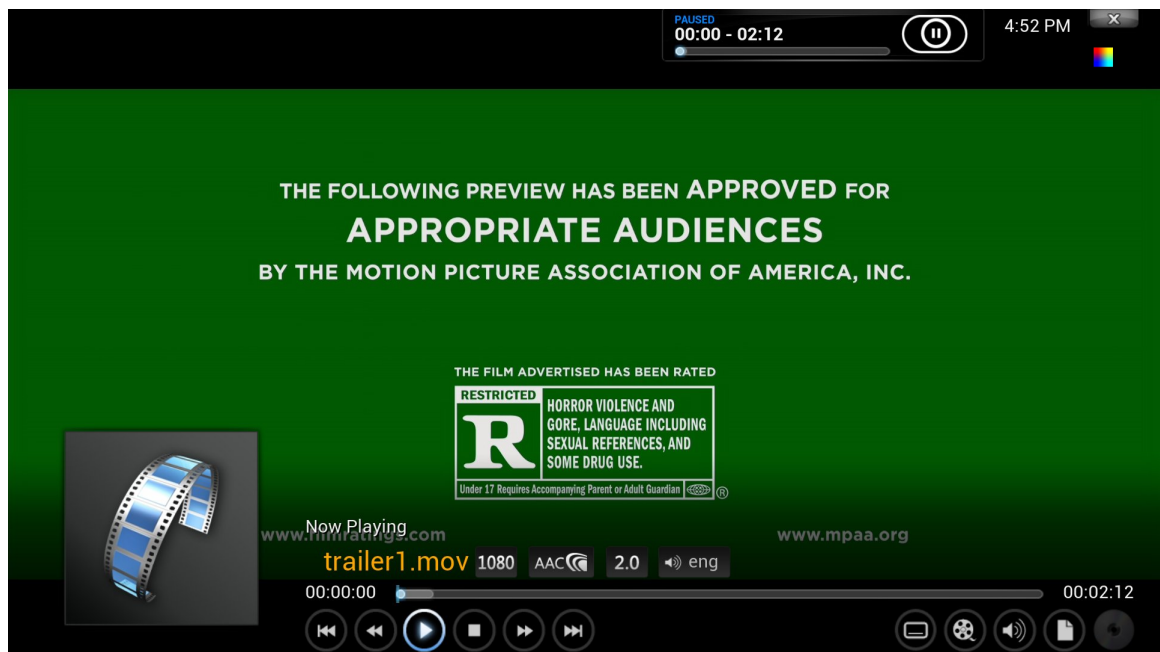 PAUSED
00:00 - 02:12
4:52 PM
THE FOLLOWING PREVIEW HAS BEEN APPROVED FOR
APPROPRIATE AUDIENCES
BY THE MOTION PICTURE ASSOCIATION OF AMERICA, INC.
THE FILM ADVERTISED HAS BEEN RATED
RESTRICTED
R
HORROR VIOLENCE AND
GORE, LANGUAGE INCLUDING
SEXUAL REFERENCES, AND
SOME DRUG USE.
Under 17 Requires Accompanying Parent or Adult Guardian
®
Now Playing
www.filmratings.com
www.mpaa.org
trailer1.mov 1080 AAC 2.0 eng
00:00:00
00:02:12